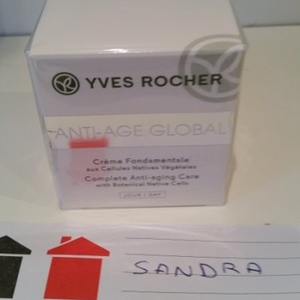 YVES ROCHER
ANTI-AGE GLOBAL
Crème Fondamentale
aux Cellules Natives Végétales
Complete Anti-aging Care
with Botanical Native Cells
JOUR / DAY
SANDRA